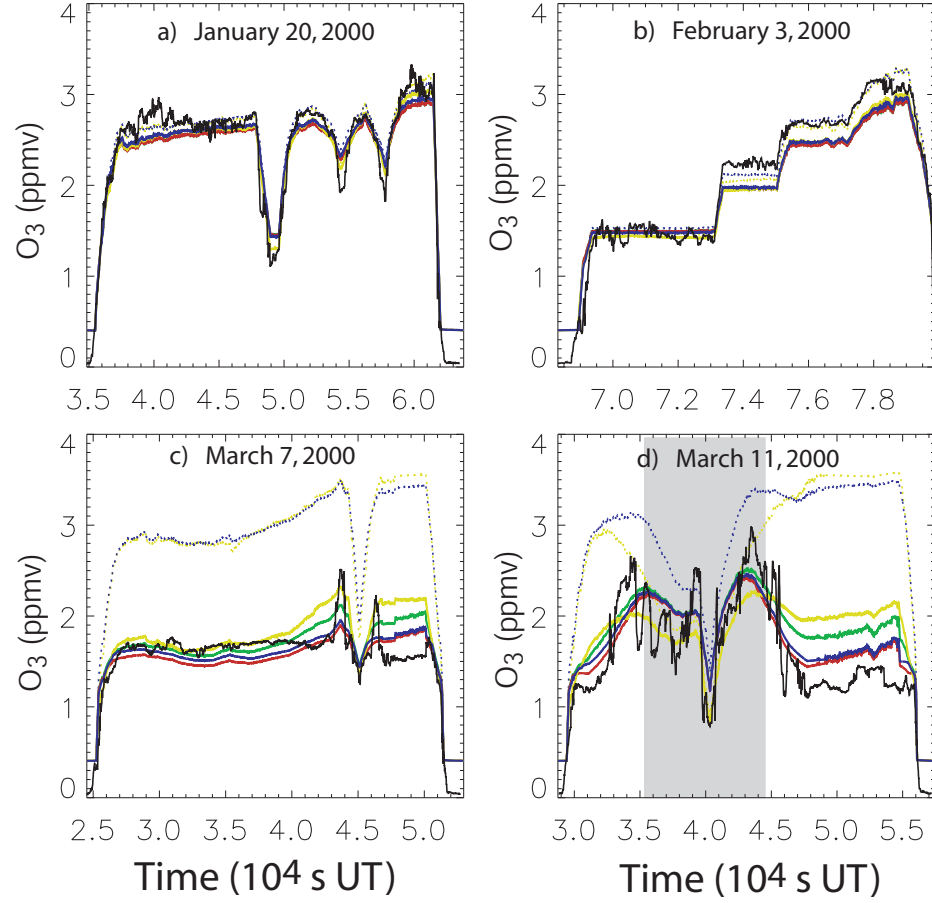 a) January 20, 2000
b) February 3, 2000
O3 (ppmv)
4
3
2
1
0
3.5 4.0 4.5 5.0 5.5 6.0
O3 (ppmv)
4
3
2
1
0
7.0 7.2 7.4 7.6 7.8
c) March 7, 2000
d) March 11, 2000
O3 (ppmv)
4
3
2
1
0
2.5 3.0 3.5 4.0 4.5 5.0
Time (10⁴ s UT)
O3 (ppmv)
4
3
2
1
0
3.0 3.5 4.0 4.5 5.0 5.5
Time (10⁴ s UT)